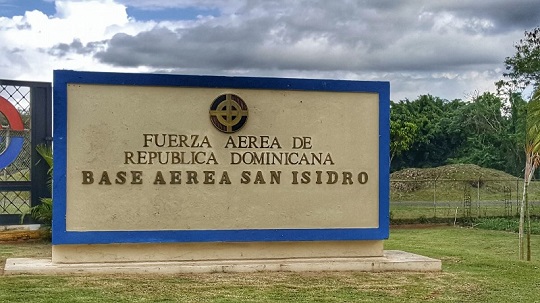 FUERZA AEREA DE
REPUBLICA DOMINICANA
BASE AEREA SAN ISIDRO